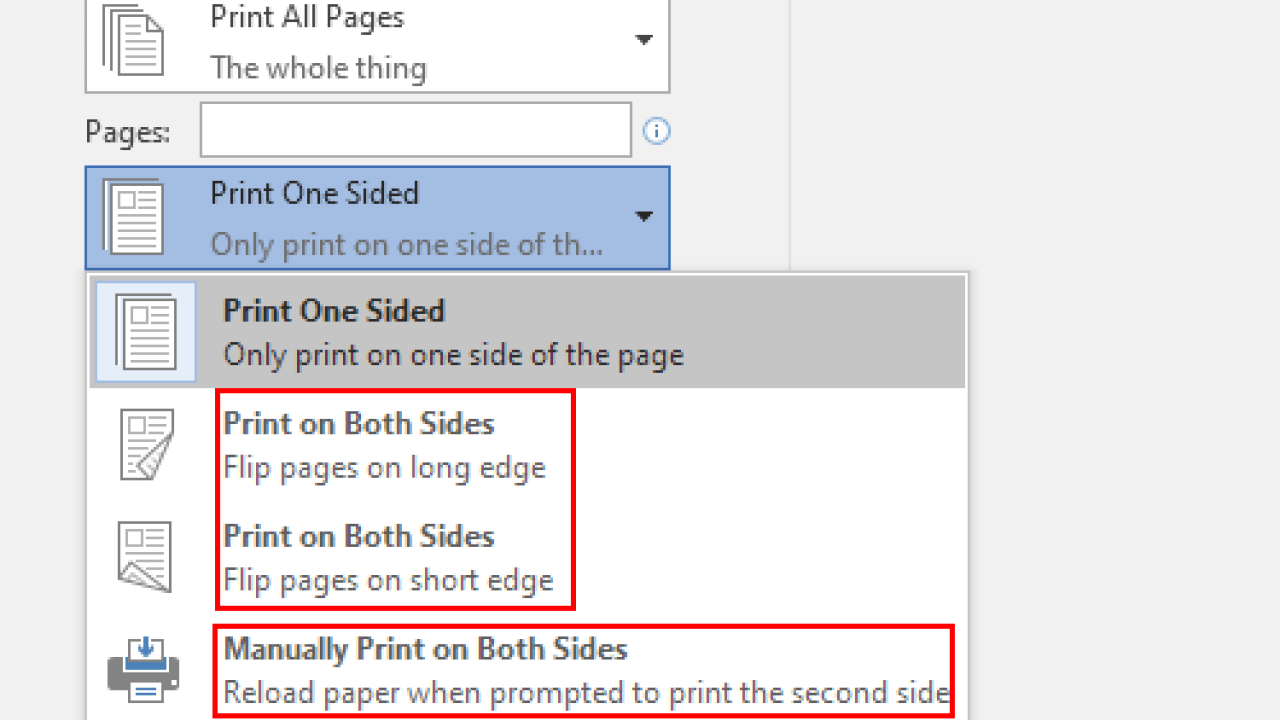 Print All Pages
The whole thing
Pages:
Print One Sided
Only print on one side of th...
Print One Sided
Only print on one side of the page
Print on Both Sides
Flip pages on long edge
Print on Both Sides
Flip pages on short edge
Manually Print on Both Sides
Reload paper when prompted to print the second side